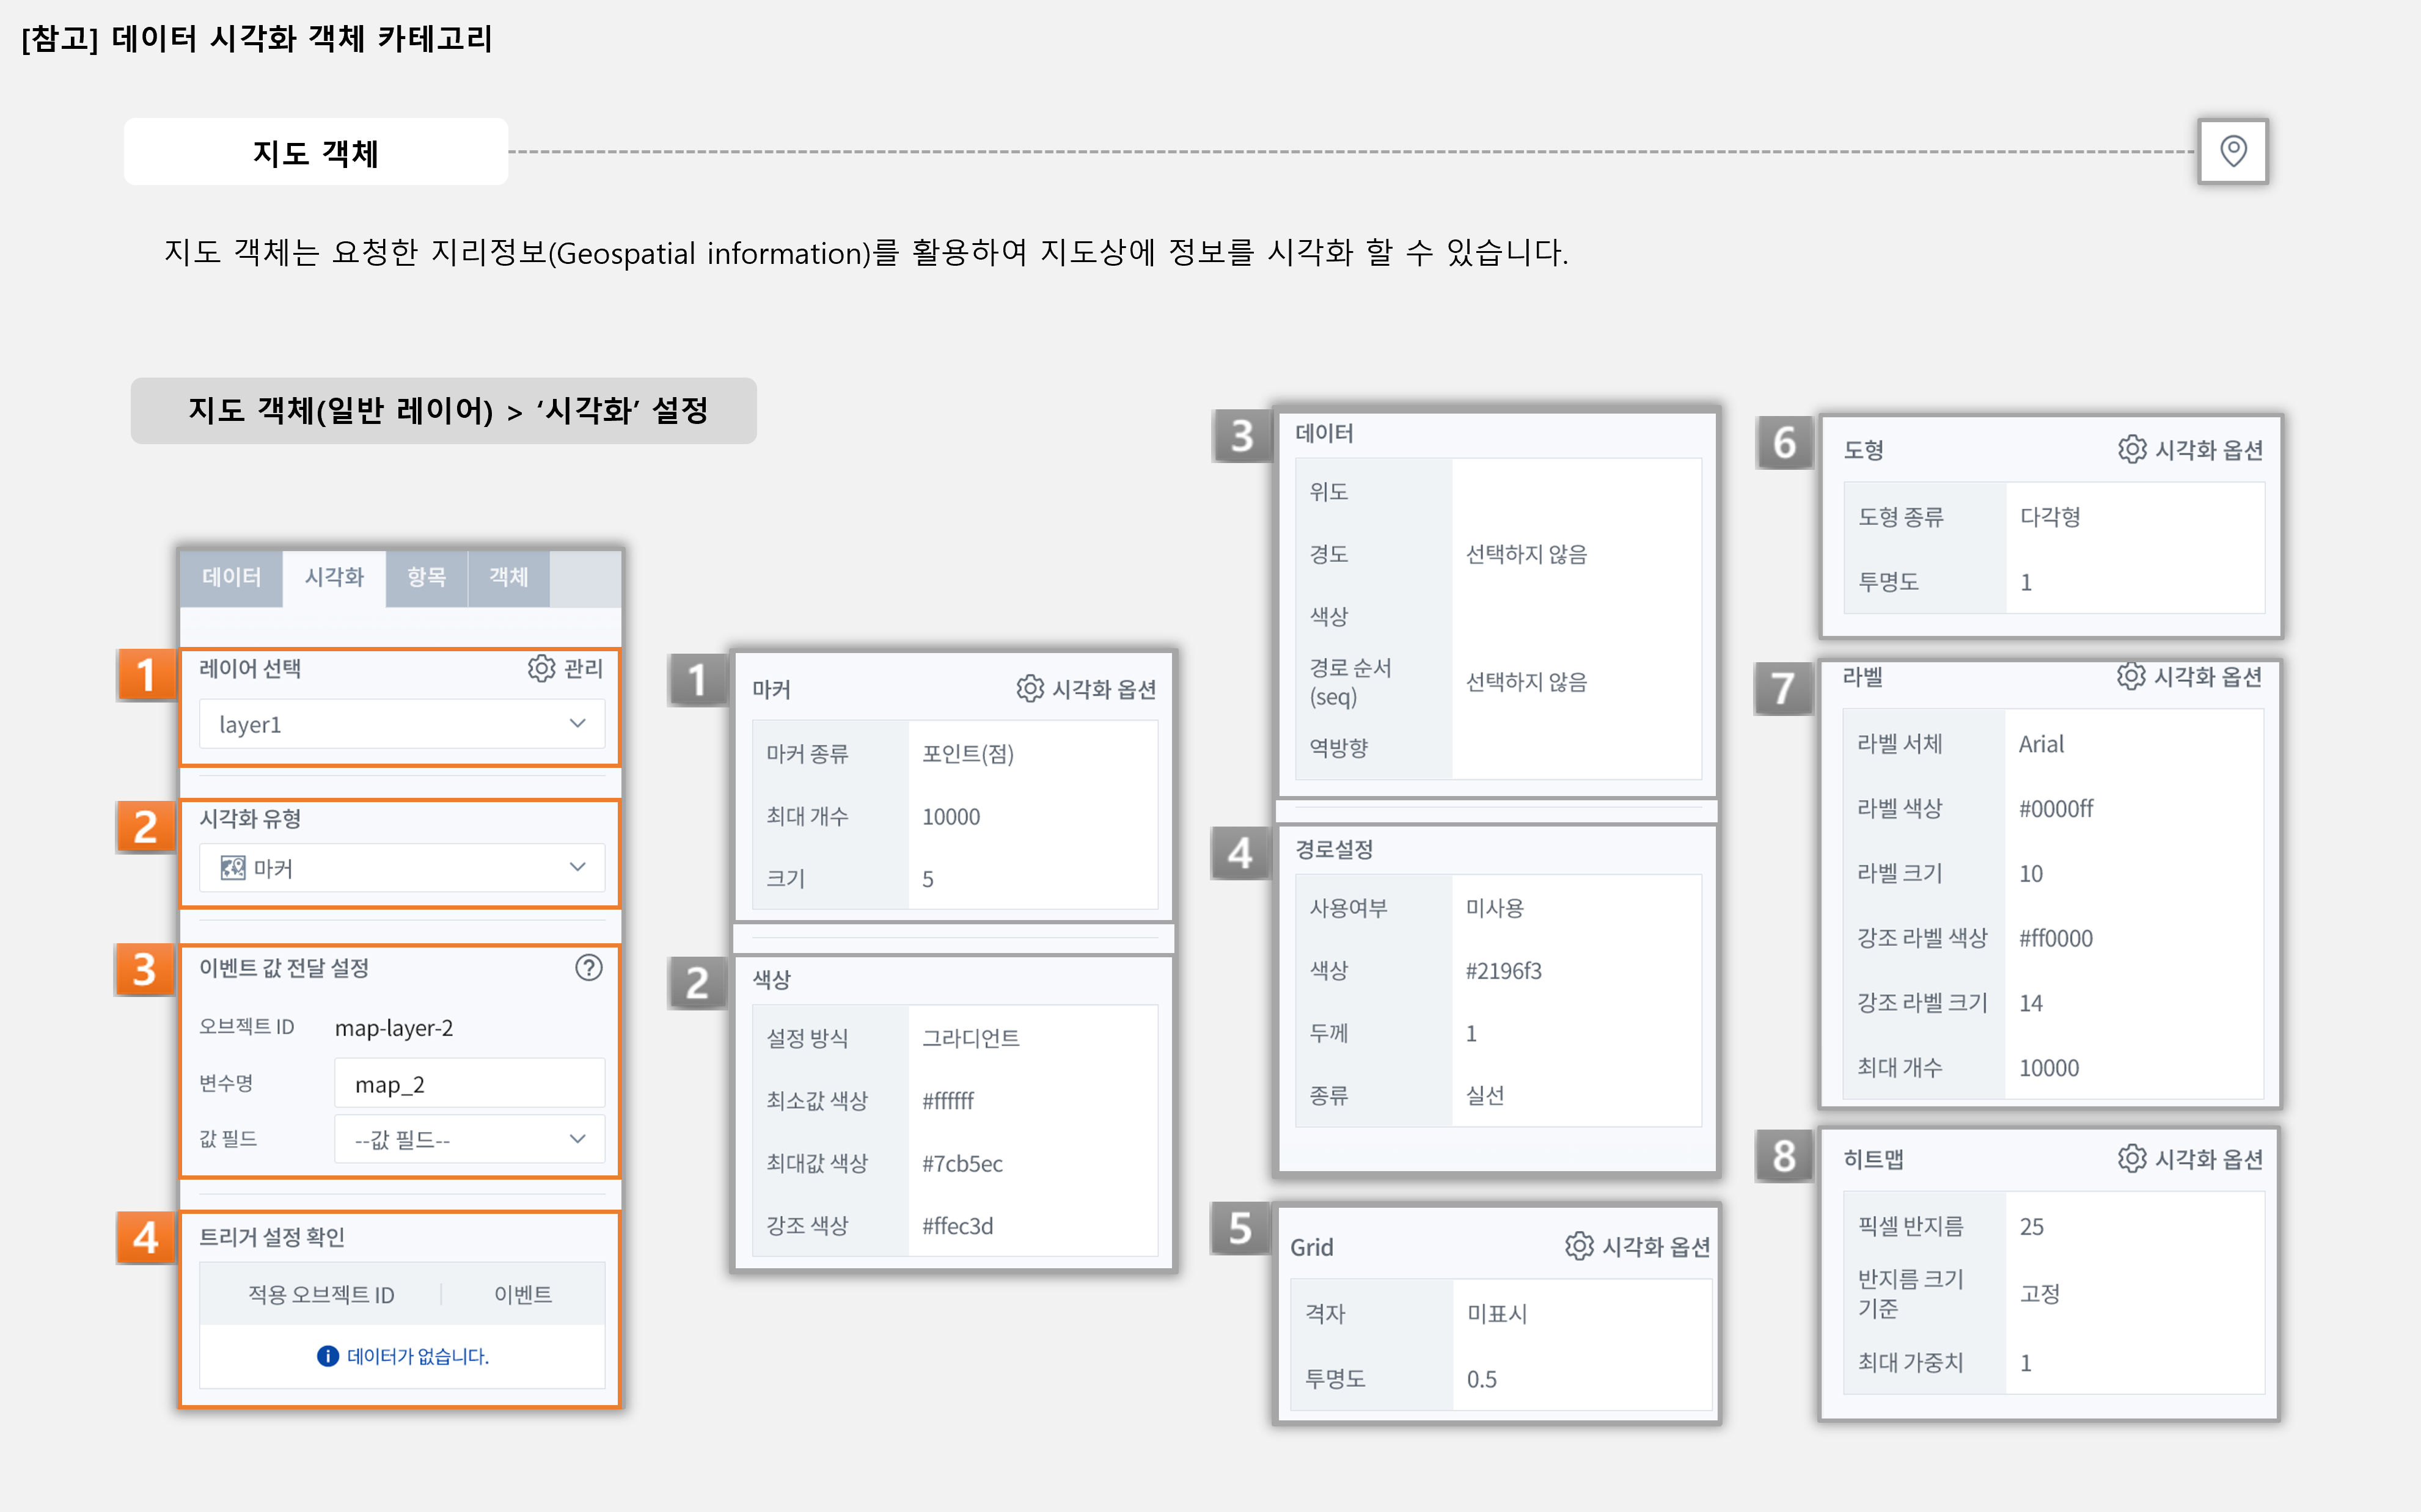 [참고] 데이터 시각화 객체 카테고리
지도 객체
지도 객체는 요청한 지리정보(Geospatial information)를 활용하여 지도상에 정보를 시각화 할 수 있습니다.
지도 객체(일반 레이어) > ‘시각화’ 설정
데이터 시각화 항목 객체
1
레이어 선택 관리
layer1
2
시각화 유형
마커
3
이벤트 값 전달 설정 ?
오브젝트 ID map-layer-2
변수명 map_2
값 필드 --값 필드--
4
트리거 설정 확인
적용 오브젝트 ID 이벤트
데이터가 없습니다.
1
마커 시각화 옵션
마커 종류 포인트(점)
최대 개수 10000
크기 5
2
색상
설정 방식 그라디언트
최소값 색상 #ffffff
최대값 색상 #7cb5ec
강조 색상 #ffec3d
3
데이터
위도
경도 선택하지 않음
색상
경로 순서
(seq) 선택하지 않음
역방향
4
경로설정
사용여부 미사용
색상 #2196f3
두께 1
종류 실선
5
Grid 시각화 옵션
격자 미표시
투명도 0.5
6
도형 시각화 옵션
도형 종류 다각형
투명도 1
7
라벨 시각화 옵션
라벨 서체 Arial
라벨 색상 #0000ff
라벨 크기 10
강조 라벨 색상 #ff0000
강조 라벨 크기 14
최대 개수 10000
8
히트맵 시각화 옵션
픽셀 반지름 25
반지름 크기
기준 고정
최대 가중치 1